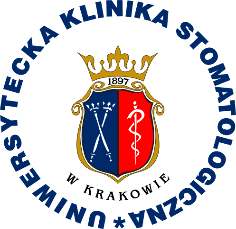 UNIWERSYTECKA KLINIKA STOMATOLOGICZNA *
1897
W KRAKOWIE